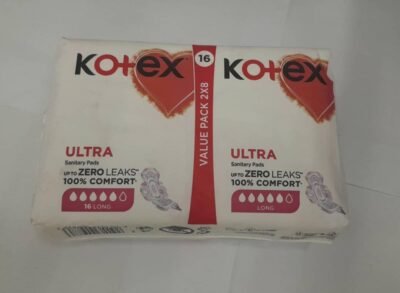 Kotex
ULTRA
Sanitary Pads
UP TO ZERO LEAKS*
100% COMFORT*
16 LONG
16
VALUE PACK 2X8
Kotex
ULTRA
Sanitary Pads
UP TO ZERO LEAKS*
100% COMFORT*
LONG